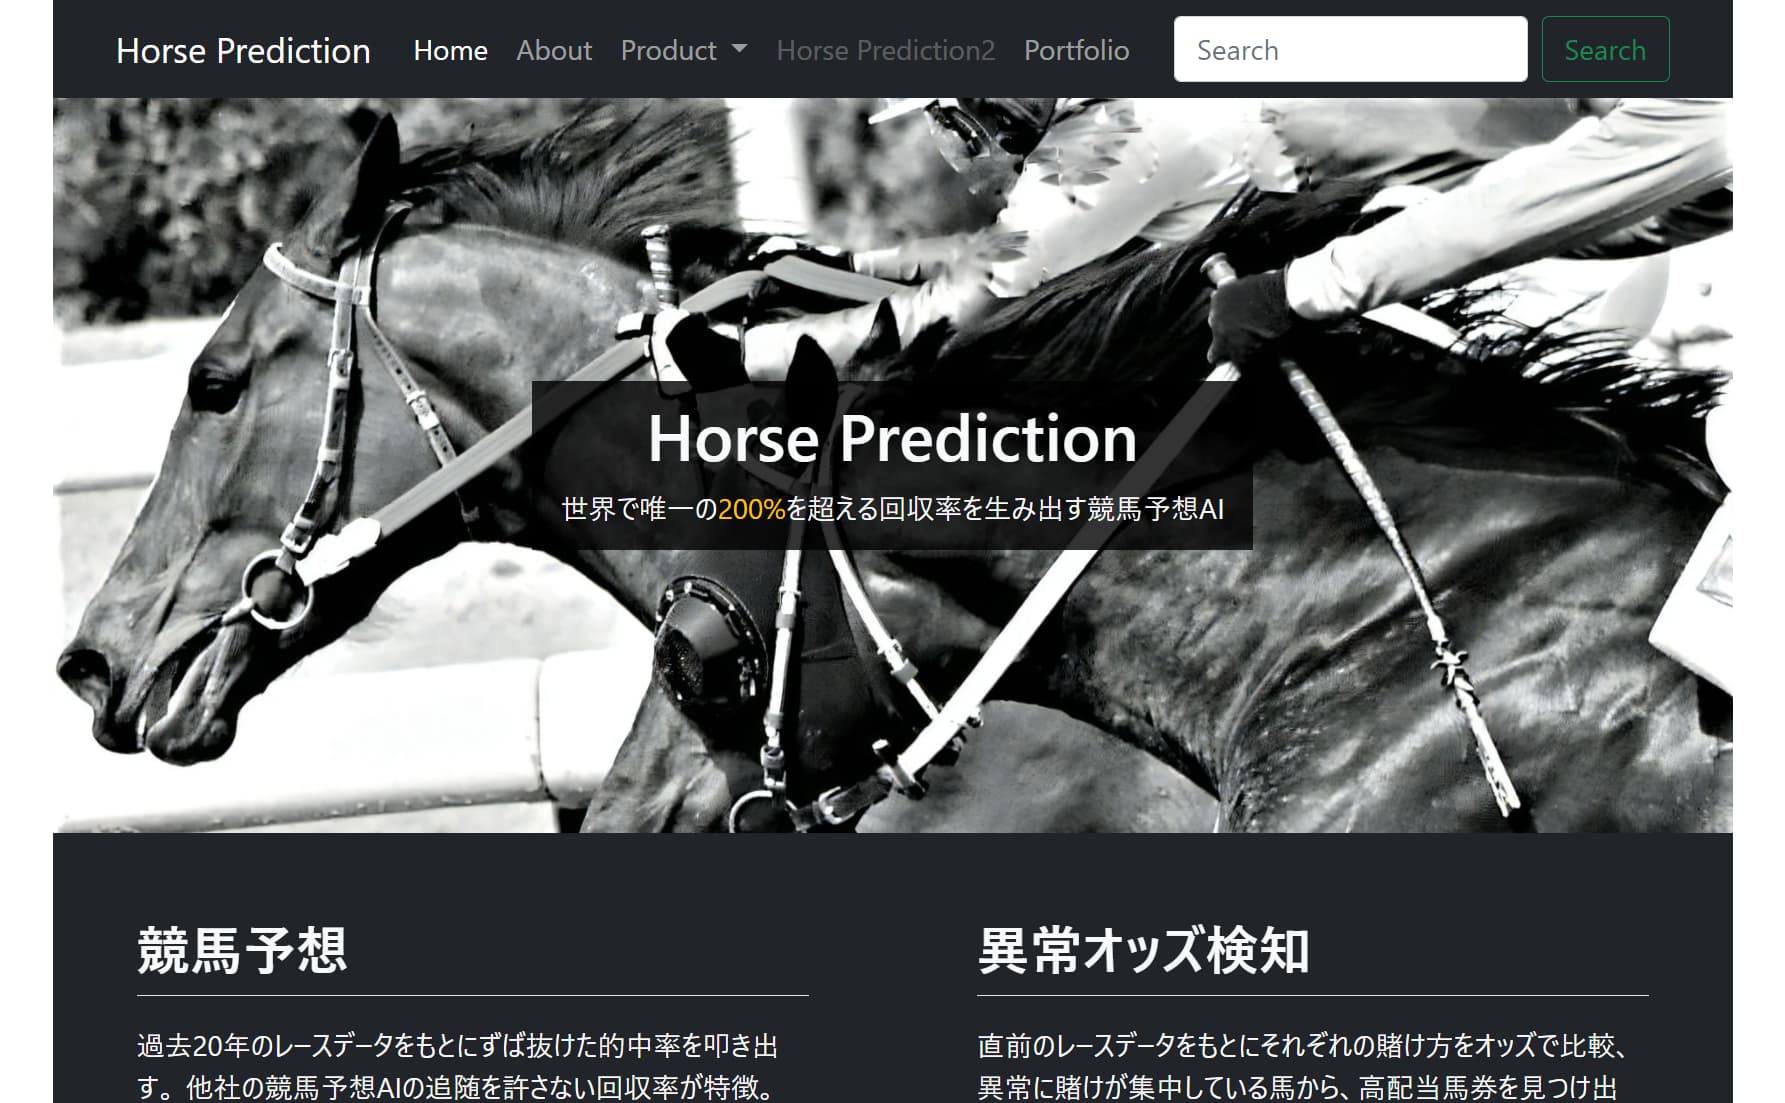 Horse Prediction Home About Product Horse Prediction2 Portfolio Search Search
Horse Prediction
世界で唯一の200%を超える回収率を生み出す競馬予想AI
競馬予想
過去20年のレースデータをもとにずば抜けた的中率を叩き出
す。他社の競馬予想AIの追随を許さない回収率が特徴。
異常オッズ検知
直前のレースデータをもとにそれぞれの賭け方をオッズで比較、
異常に賭けが集中している馬から、高配当馬券を見つけ出